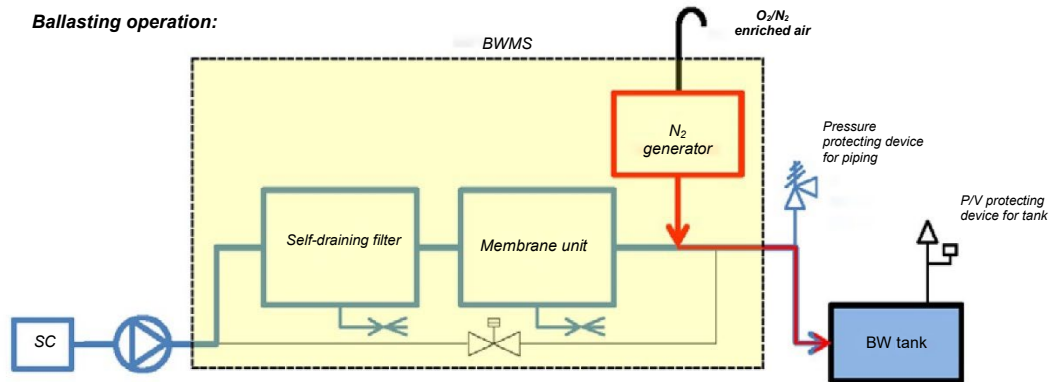 Ballasting operation:
O₂/N₂
enriched air
BWMS
N₂
generator
Pressure
protecting device
for piping
P/V protecting
device for tank
Self-draining filter
Membrane unit
SC
BW tank